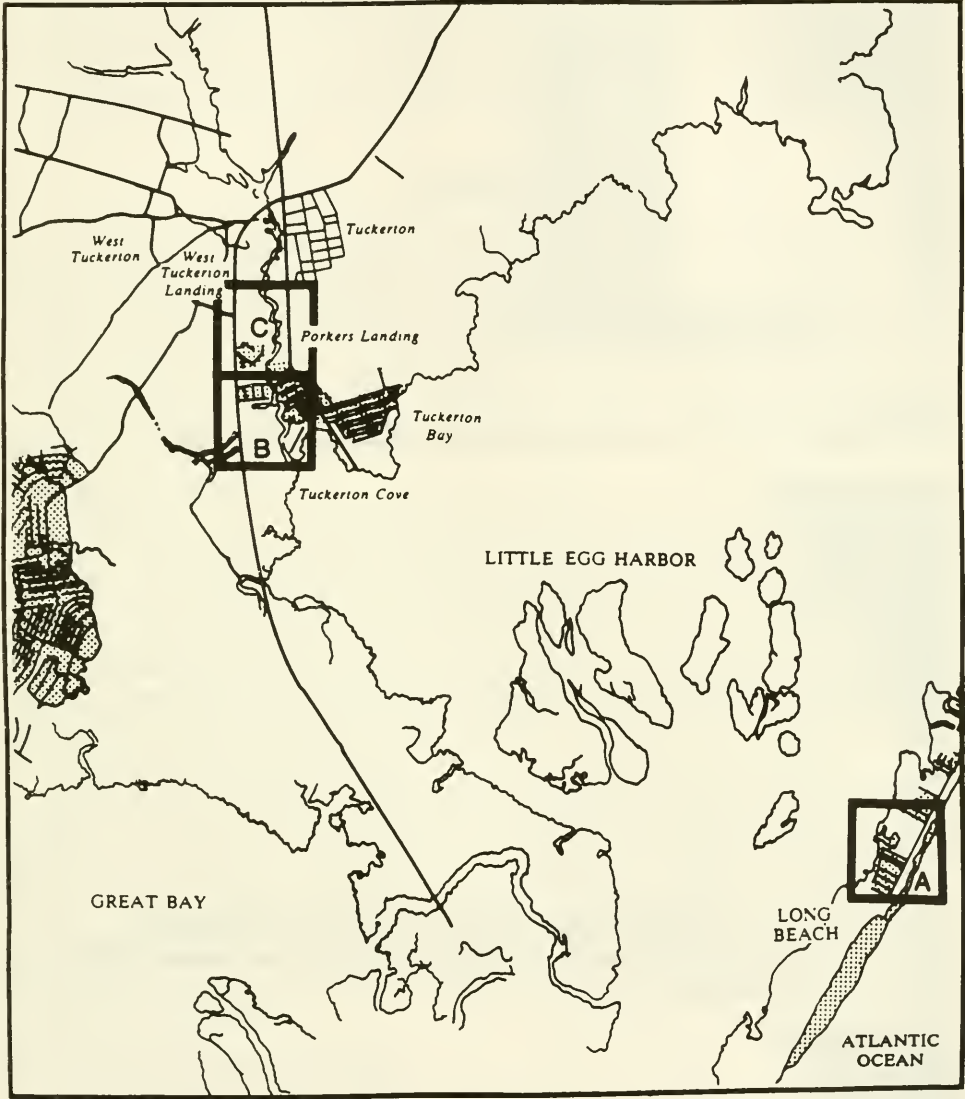 Tuckerton
West
Tuckerton
West
Tuckerton
Landing
C
Porkers Landing
Tuckerton
Bay
B
Tuckerton Cove
LITTLE EGG HARBOR
A
GREAT BAY
LONG
BEACH
ATLANTIC
OCEAN